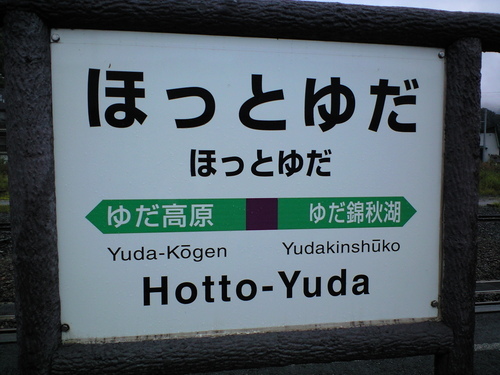 ほっとゆだ
ほっとゆだ
ゆだ高原 ゆだ錦秋湖
Yuda-Kōgen Yudakinshūko
Hotto-Yuda